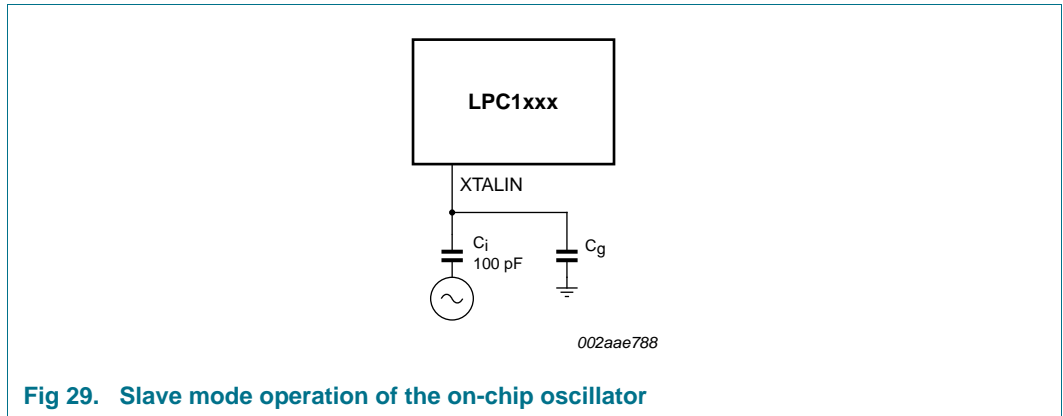 LPC1xxx
XTALIN
Ci
100 pF
Cg
002aae788
Fig 29. Slave mode operation of the on-chip oscillator